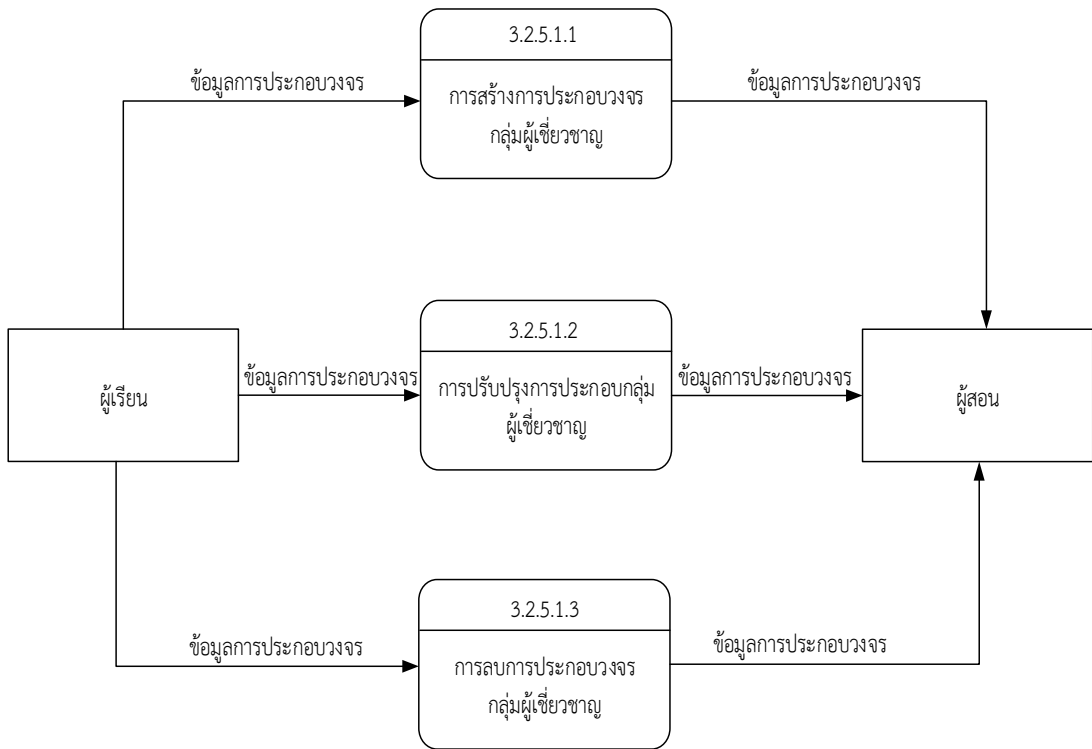 3.2.5.1.1
ข้อมูลการประกอบวงจร
ข้อมูลการประกอบวงจร
การสร้างการประกอบวงจร
กลุ่มผู้เชี่ยวชาญ
3.2.5.1.2
ข้อมูลการประกอบวงจร
ข้อมูลการประกอบวงจร
ผู้เรียน
การปรับปรุงการประกอบกลุ่ม
ผู้เชี่ยวชาญ
ผู้สอน
3.2.5.1.3
ข้อมูลการประกอบวงจร
ข้อมูลการประกอบวงจร
การลบการประกอบวงจร
กลุ่มผู้เชี่ยวชาญ